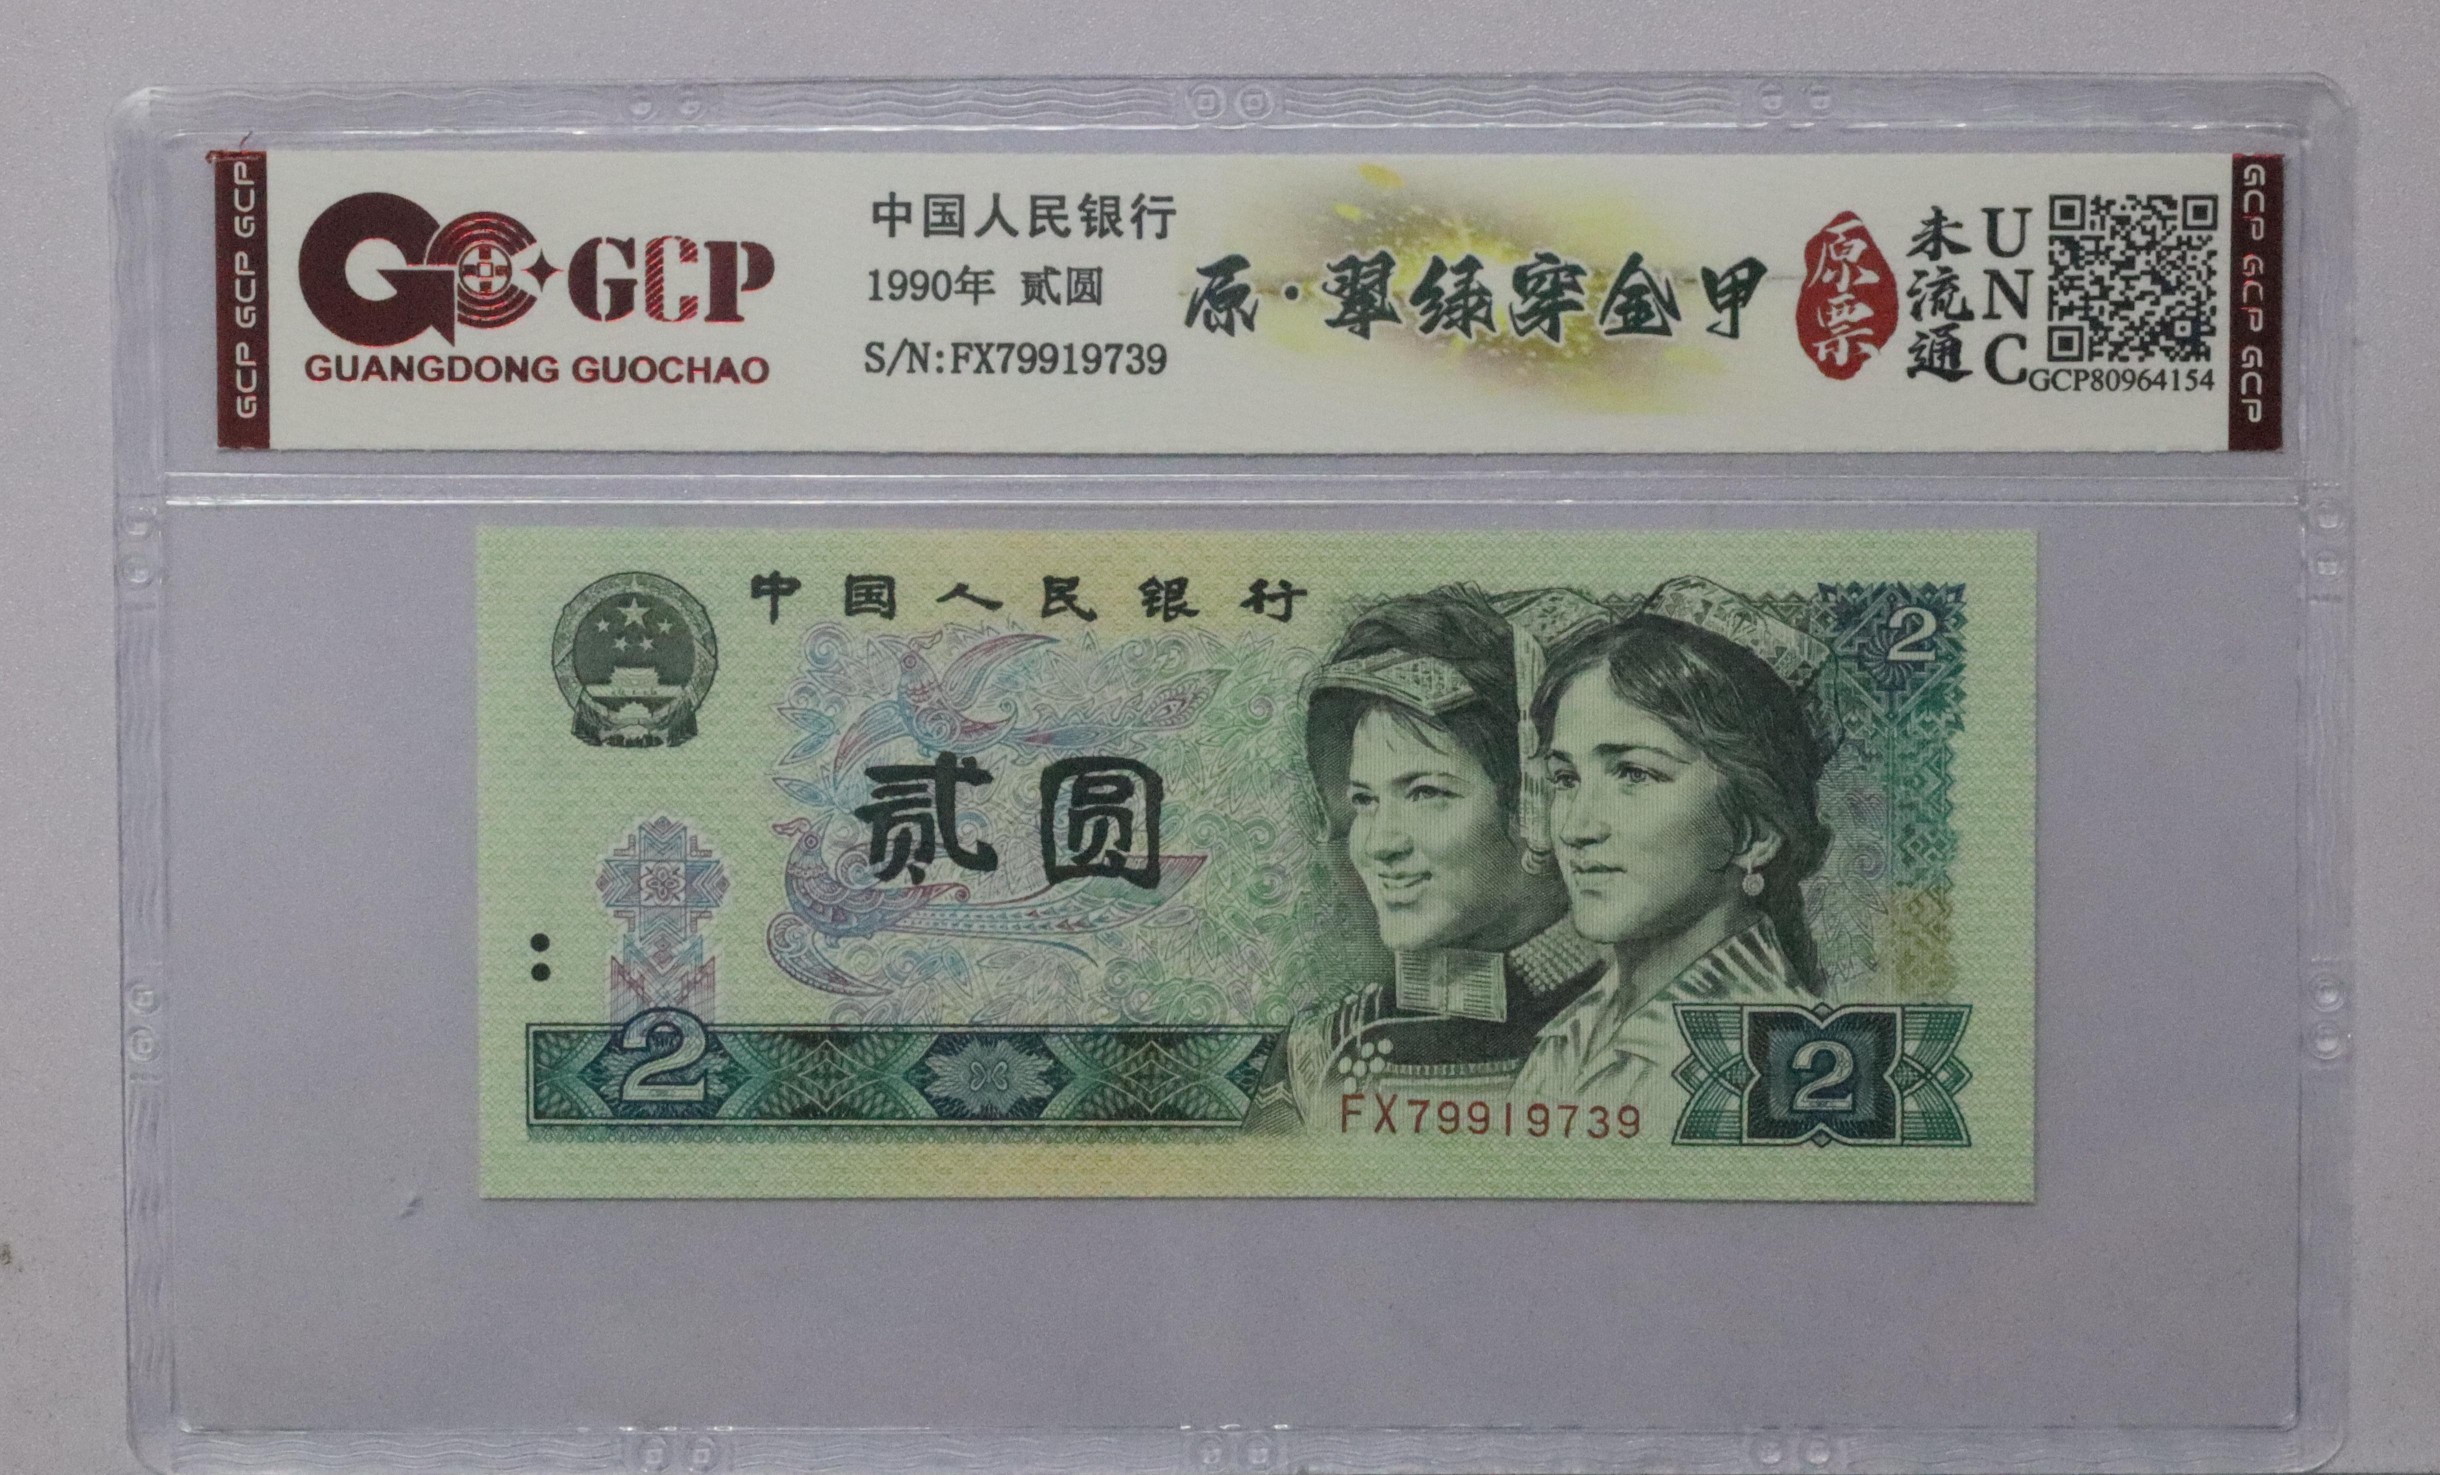 GCP GCP GCP
GCP
GUANGDONG GUOCHAO
中国人民银行
1990年 贰圆
S/N:FX79919739
原·翠绿穿金甲
原票
未流通
UNC
GCP80964154
GCP GCP GCP
中国人民银行
2
贰圆
2
2
FX79919739